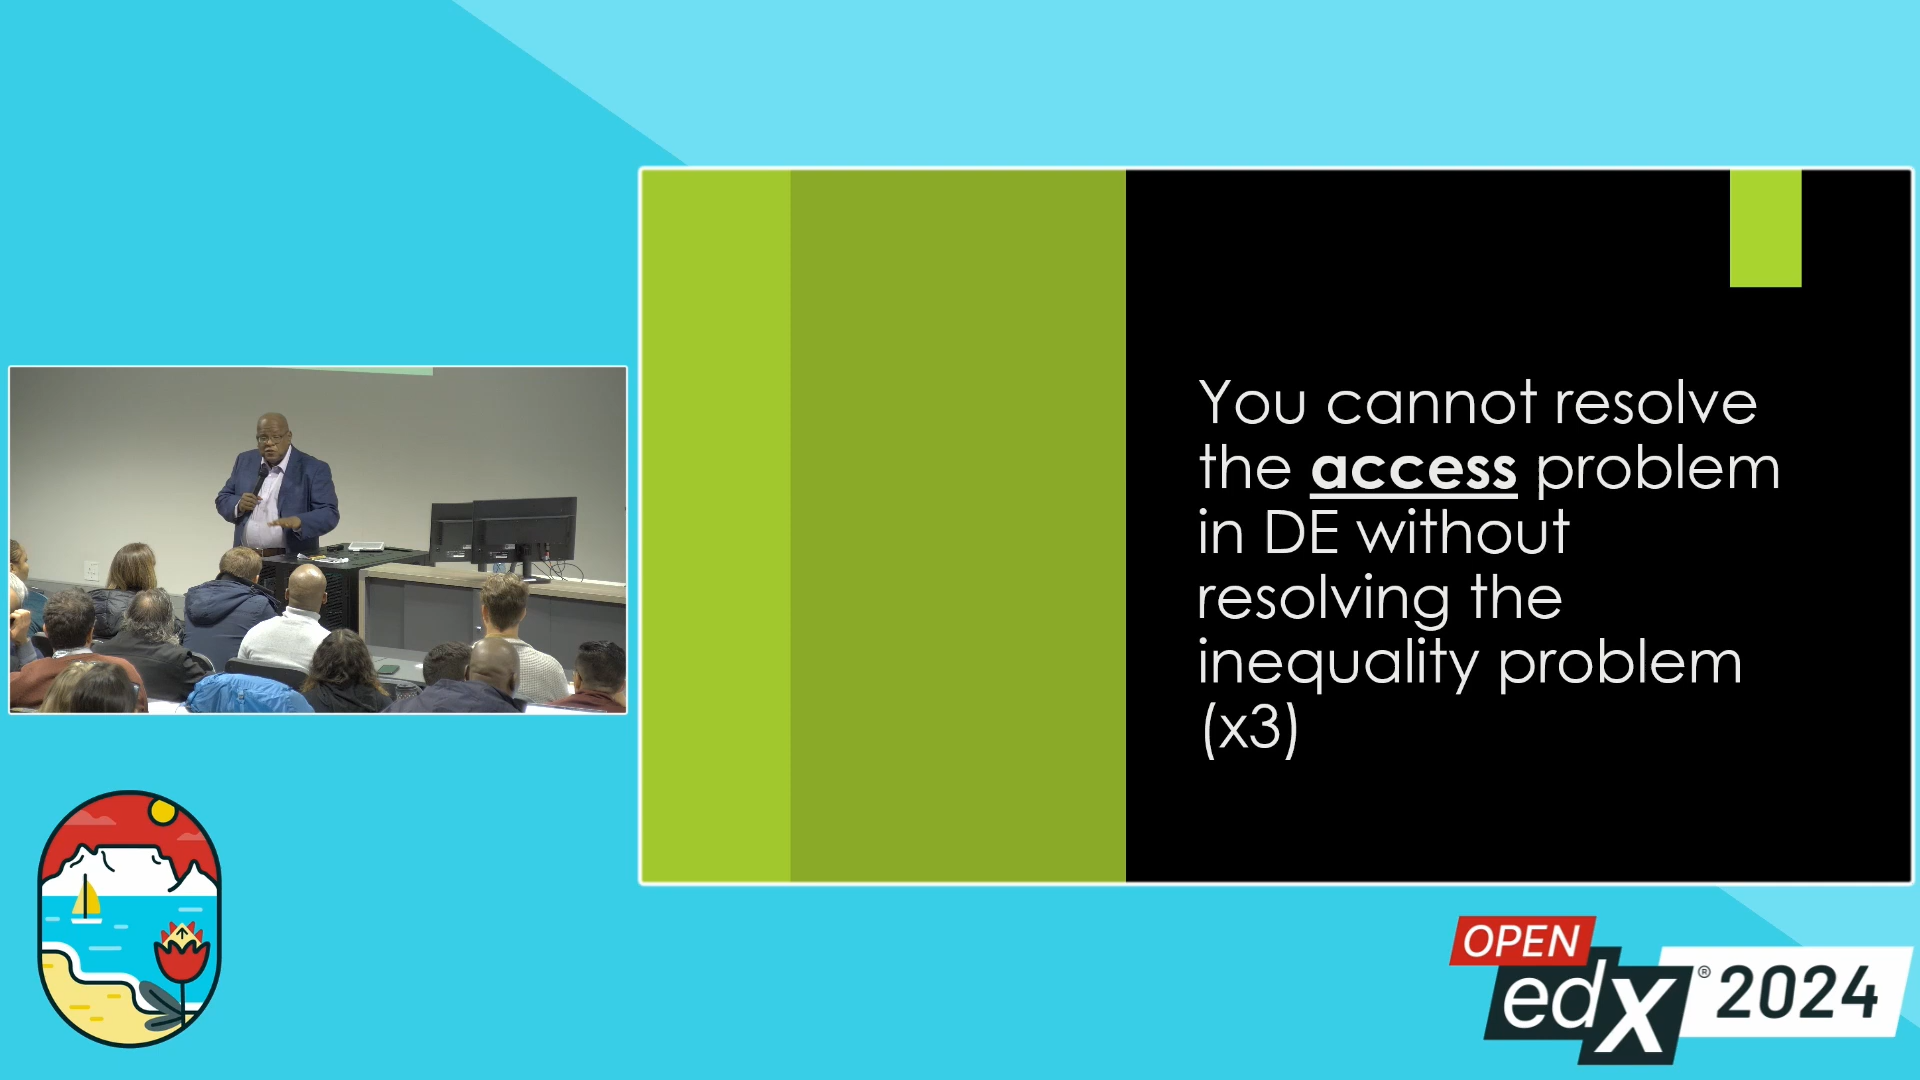 You cannot resolve
the access problem
in DE without
resolving the
inequality problem
(x3)
OPEN
edX ® 2024